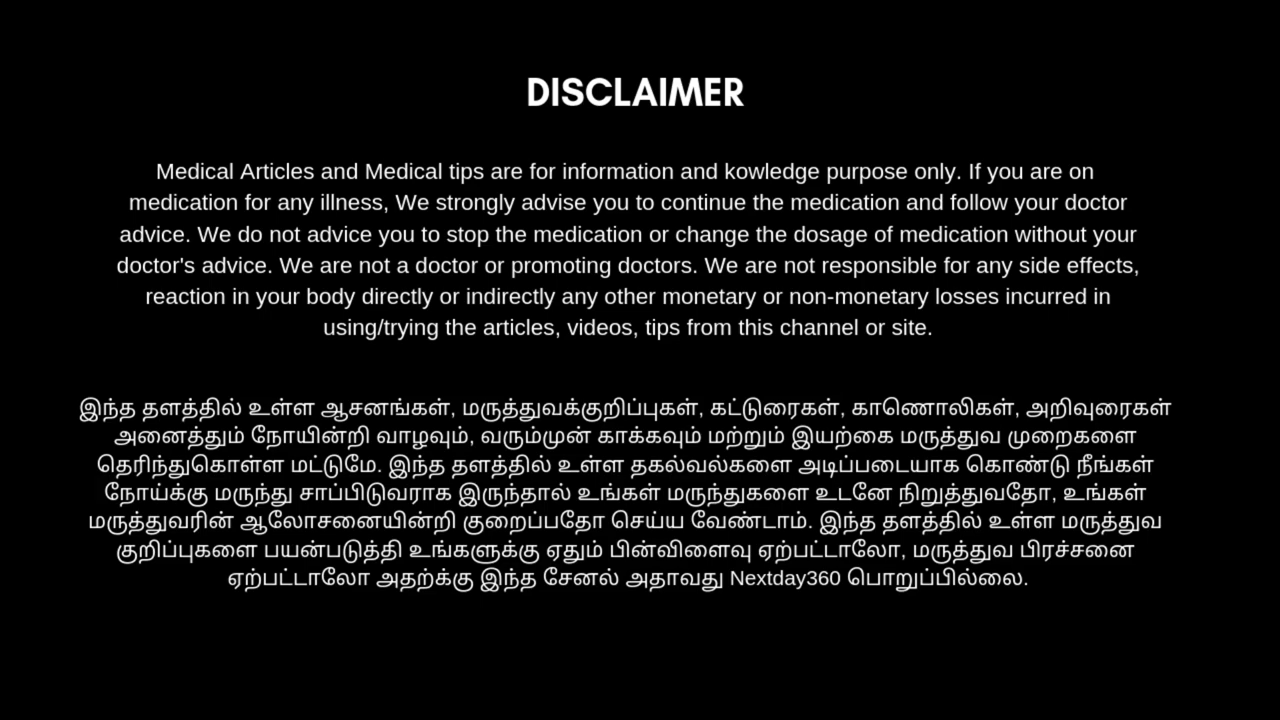 DISCLAIMER
Medical Articles and Medical tips are for information and kowledge purpose only. If you are on
medication for any illness, We strongly advise you to continue the medication and follow your doctor
advice. We do not advice you to stop the medication or change the dosage of medication without your
doctor's advice. We are not a doctor or promoting doctors. We are not responsible for any side effects,
reaction in your body directly or indirectly any other monetary or non-monetary losses incurred in
using/trying the articles, videos, tips from this channel or site.
இந்த தளத்தில் உள்ள ஆசனங்கள், மருத்துவக்குறிப்புகள், கட்டுரைகள், காணொலிகள், அறிவுரைகள்
அனைத்தும் நோயின்றி வாழவும், வரும்முன் காக்கவும் மற்றும் இயற்கை மருத்துவ முறைகளை
தெரிந்துகொள்ள மட்டுமே. இந்த தளத்தில் உள்ள தகல்வல்களை அடிப்படையாக கொண்டு நீங்கள்
நோய்க்கு மருந்து சாப்பிடுவராக இருந்தால் உங்கள் மருந்துகளை உடனே நிறுத்துவதோ, உங்கள்
மருத்துவரின் ஆலோசனையின்றி குறைப்பதோ செய்ய வேண்டாம். இந்த தளத்தில் உள்ள மருத்துவ
குறிப்புகளை பயன்படுத்தி உங்களுக்கு ஏதும் பின்விளைவு ஏற்பட்டாலோ, மருத்துவ பிரச்சனை
ஏற்பட்டாலோ அதற்க்கு இந்த சேனல் அதாவது Nextday360 பொறுப்பில்லை.